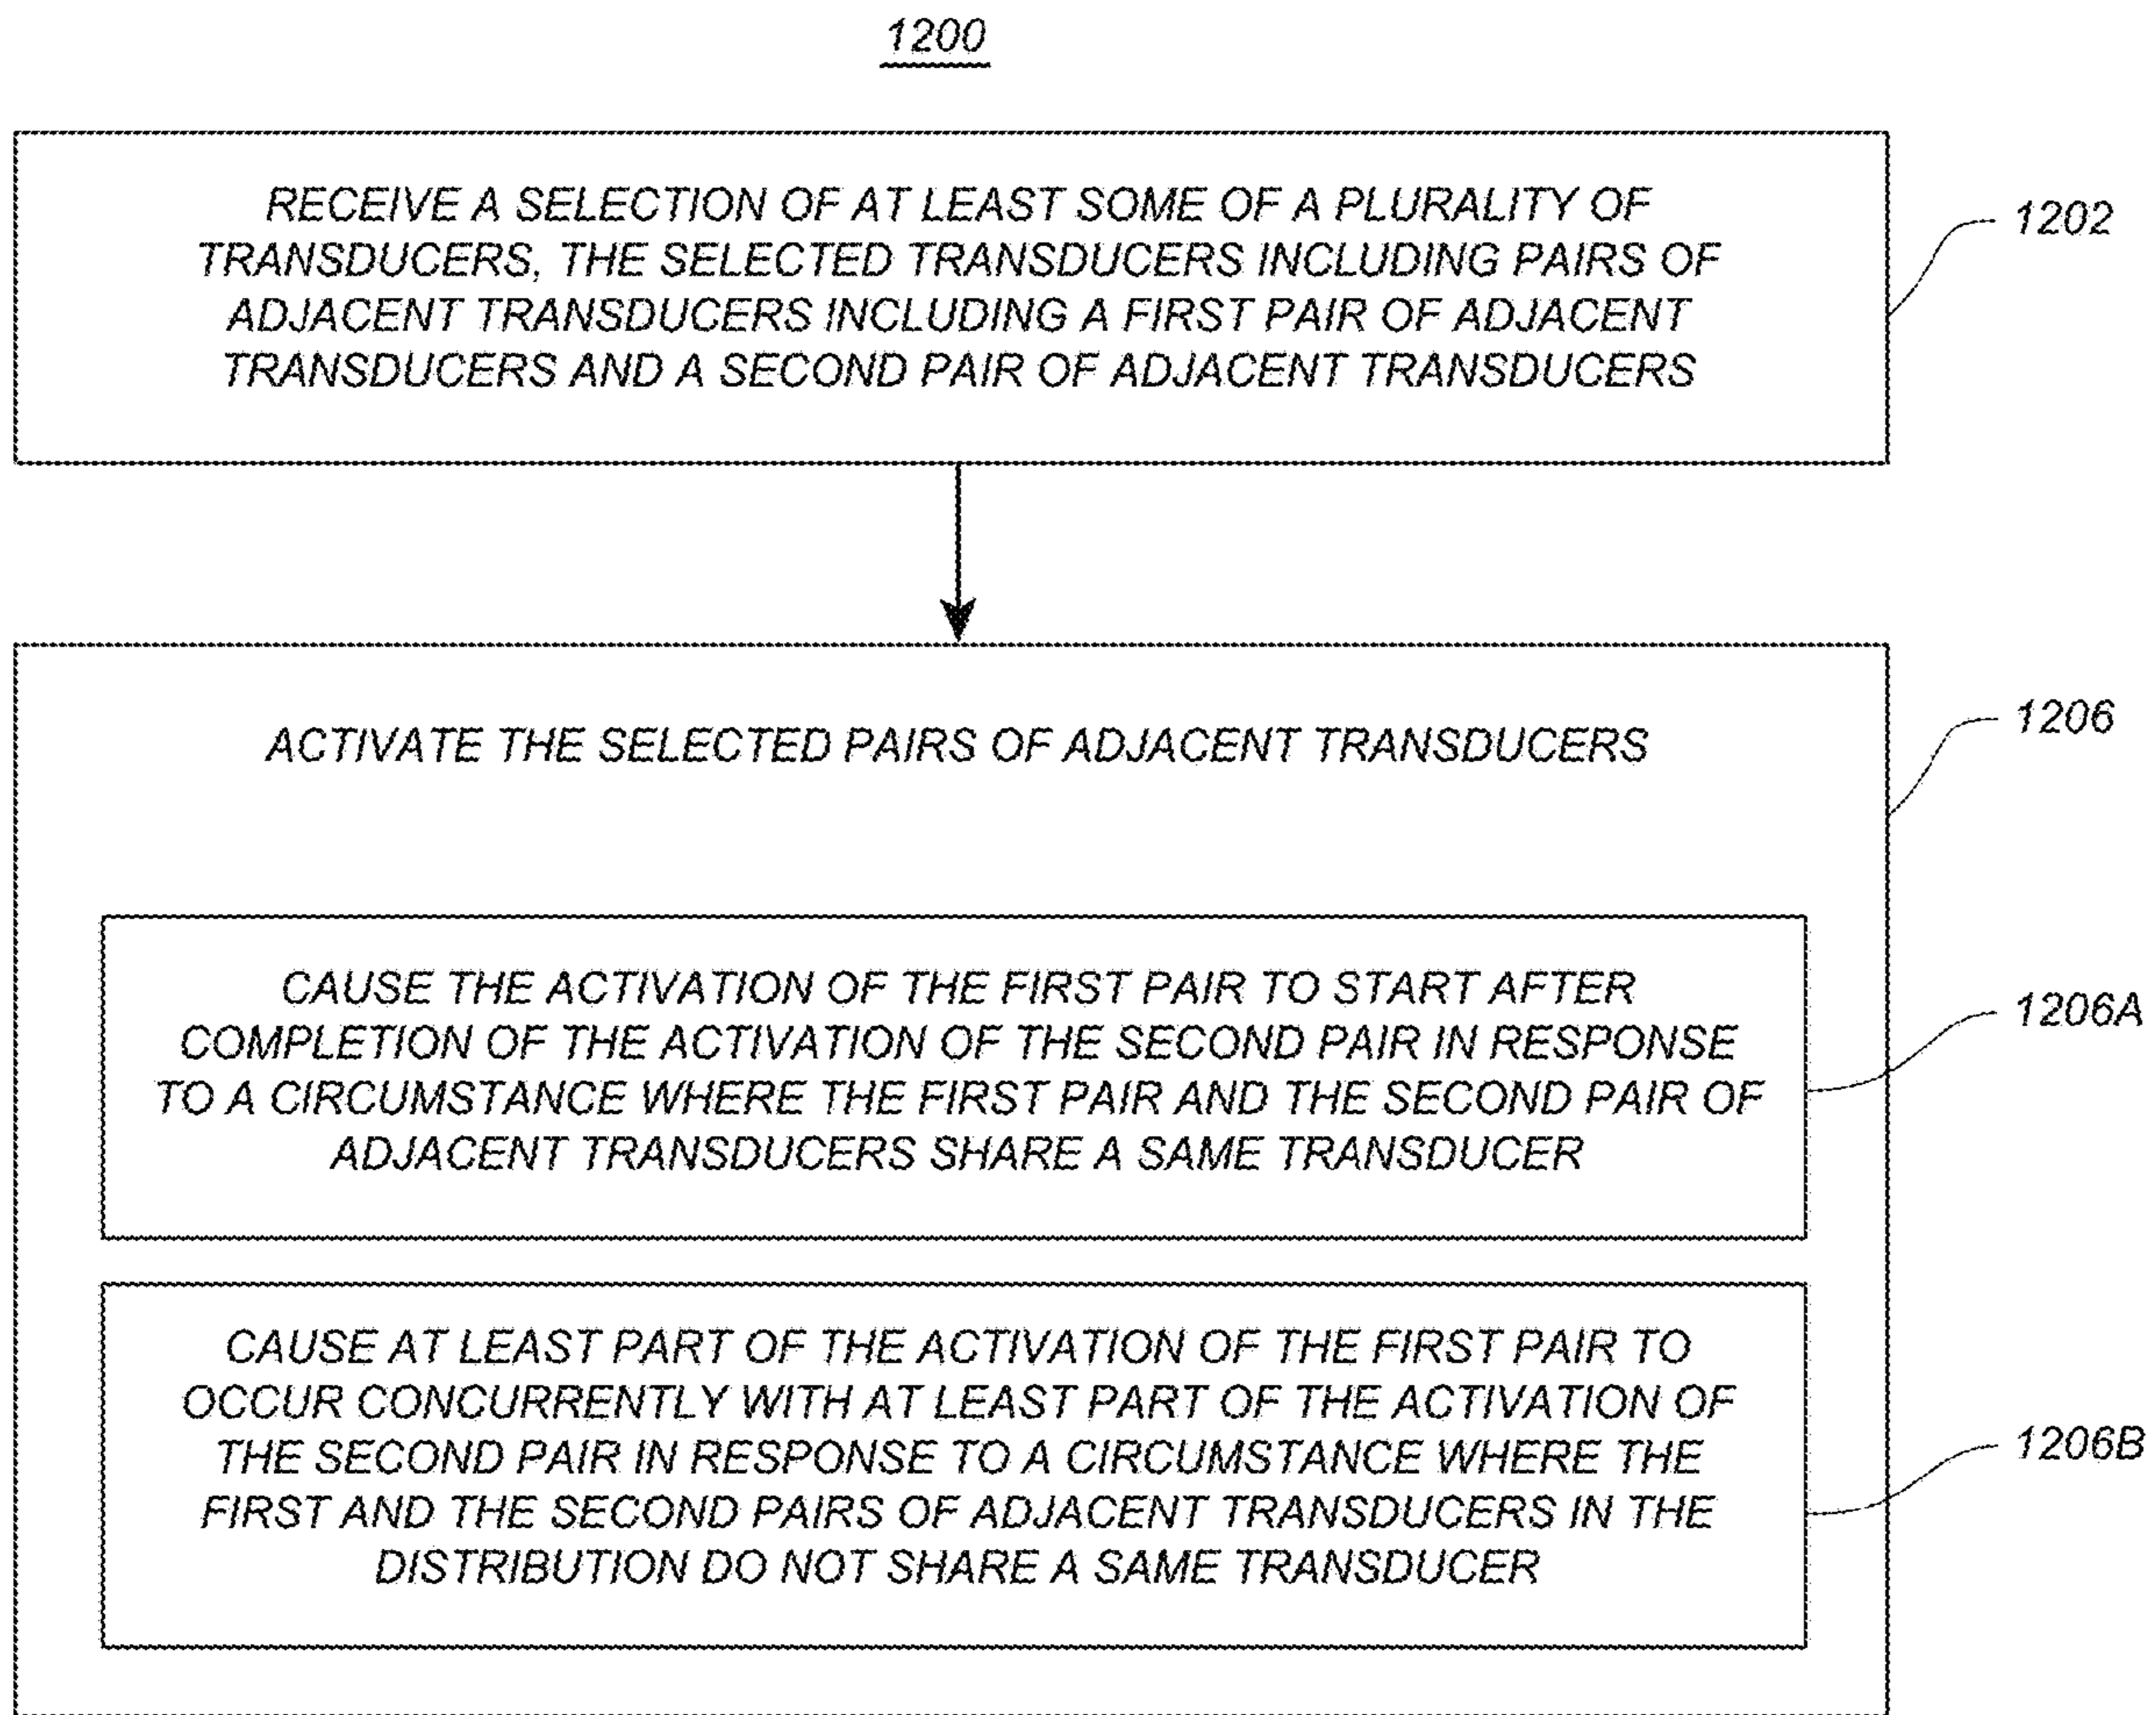 1200
RECEIVE A SELECTION OF AT LEAST SOME OF A PLURALITY OF
TRANSDUCERS, THE SELECTED TRANSDUCERS INCLUDING PAIRS OF
ADJACENT TRANSDUCERS INCLUDING A FIRST PAIR OF ADJACENT
TRANSDUCERS AND A SECOND PAIR OF ADJACENT TRANSDUCERS
1202
ACTIVATE THE SELECTED PAIRS OF ADJACENT TRANSDUCERS
1206
CAUSE THE ACTIVATION OF THE FIRST PAIR TO START AFTER
COMPLETION OF THE ACTIVATION OF THE SECOND PAIR IN RESPONSE
TO A CIRCUMSTANCE WHERE THE FIRST PAIR AND THE SECOND PAIR OF
ADJACENT TRANSDUCERS SHARE A SAME TRANSDUCER
1206A
CAUSE AT LEAST PART OF THE ACTIVATION OF THE FIRST PAIR TO
OCCUR CONCURRENTLY WITH AT LEAST PART OF THE ACTIVATION OF
THE SECOND PAIR IN RESPONSE TO A CIRCUMSTANCE WHERE THE
FIRST AND THE SECOND PAIRS OF ADJACENT TRANSDUCERS IN THE
DISTRIBUTION DO NOT SHARE A SAME TRANSDUCER
1206B